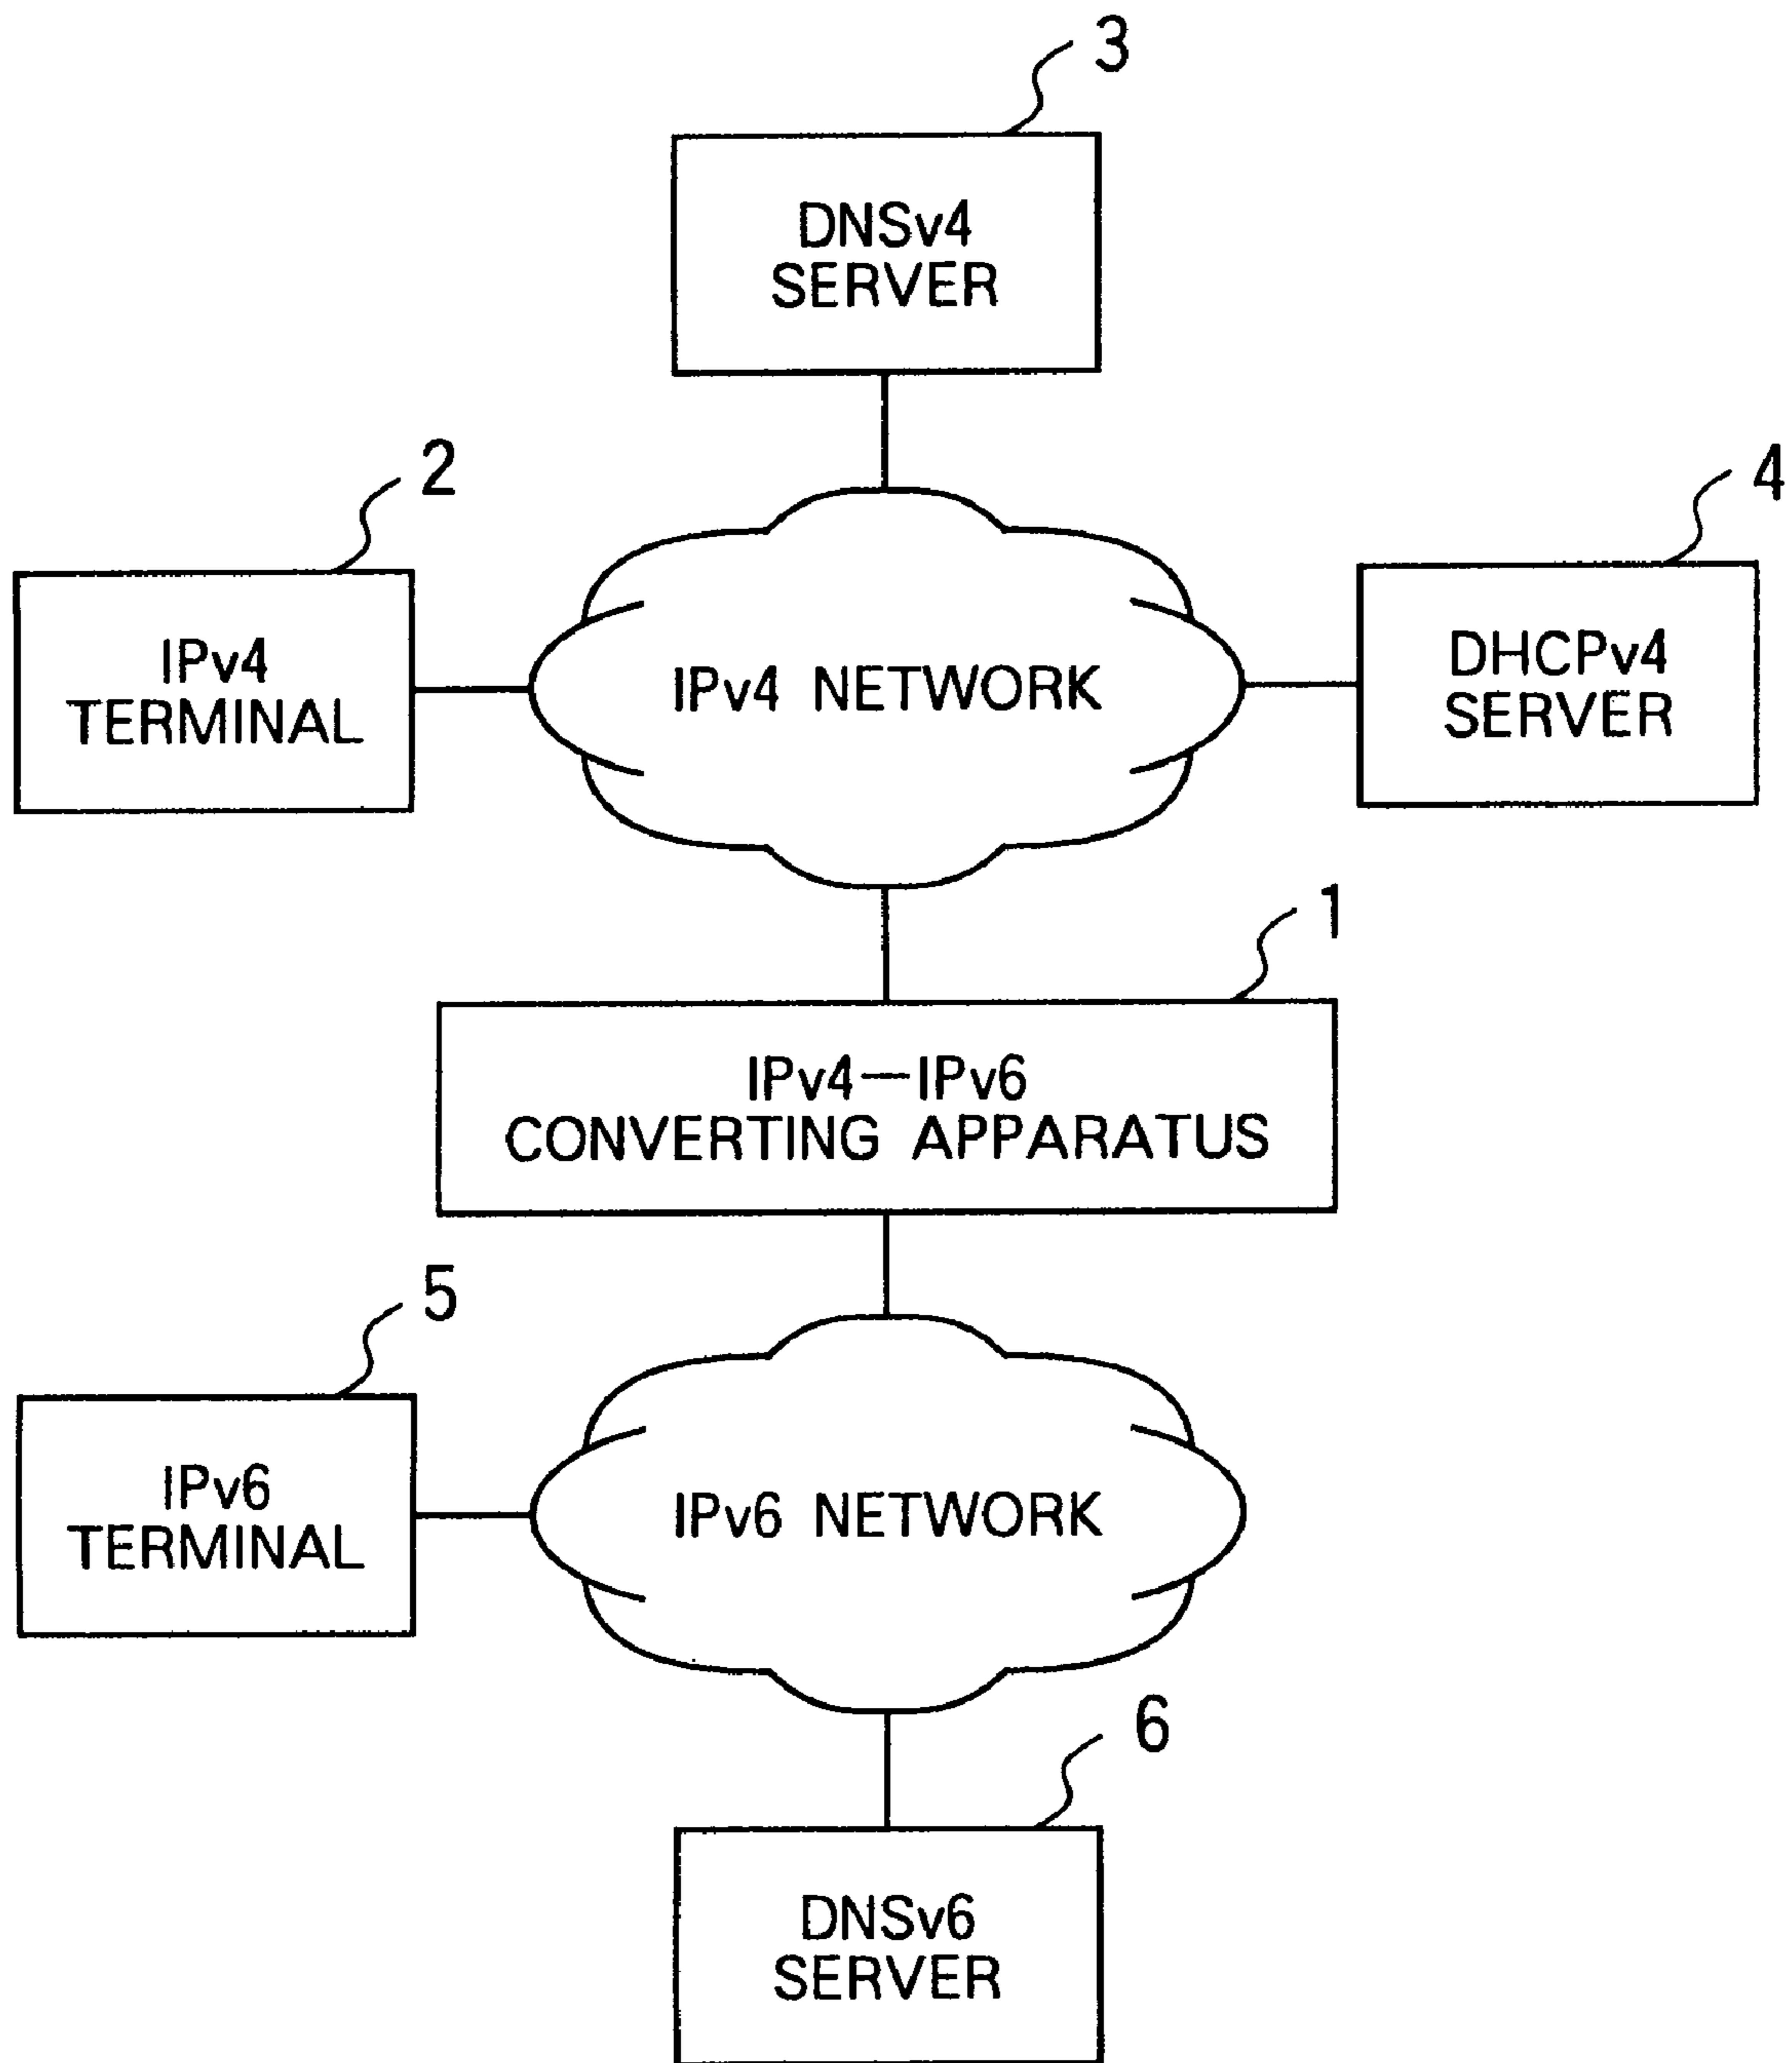 3
DNSv4
SERVER
2
4
IPv4
TERMINAL
IPv4 NETWORK
DHCPv4
SERVER
1
IPv4—IPv6
CONVERTING APPARATUS
5
IPv6
TERMINAL
IPv6 NETWORK
6
DNSv6
SERVER